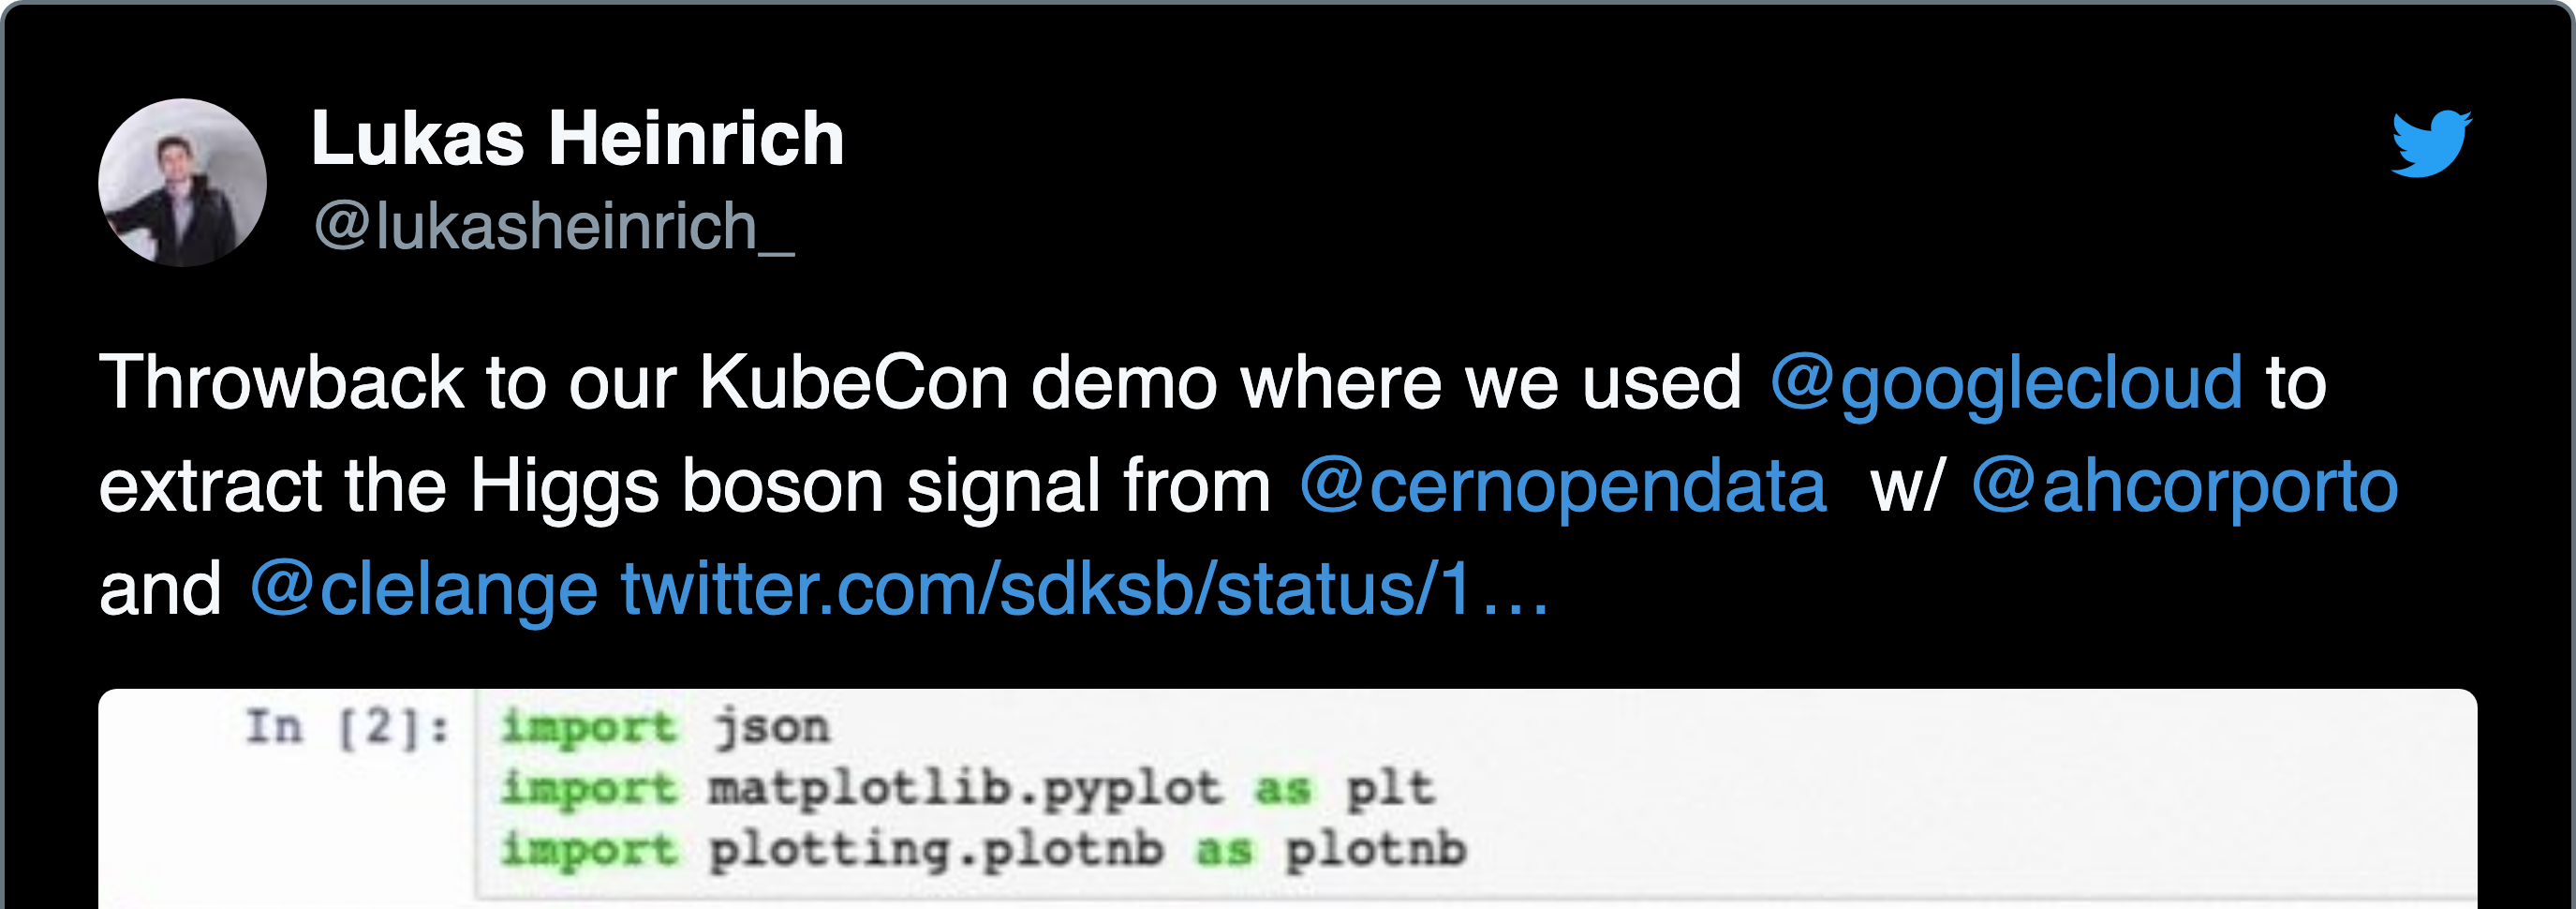 Lukas Heinrich
@lukasheinrich_
Throwback to our KubeCon demo where we used @googlecloud to
extract the Higgs boson signal from @cernopendata  w/ @ahcorporto
and @clelange twitter.com/sdksb/status/1…
In [2]: import json
import matplotlib.pyplot as plt
import plotting.plotnb as plotnb